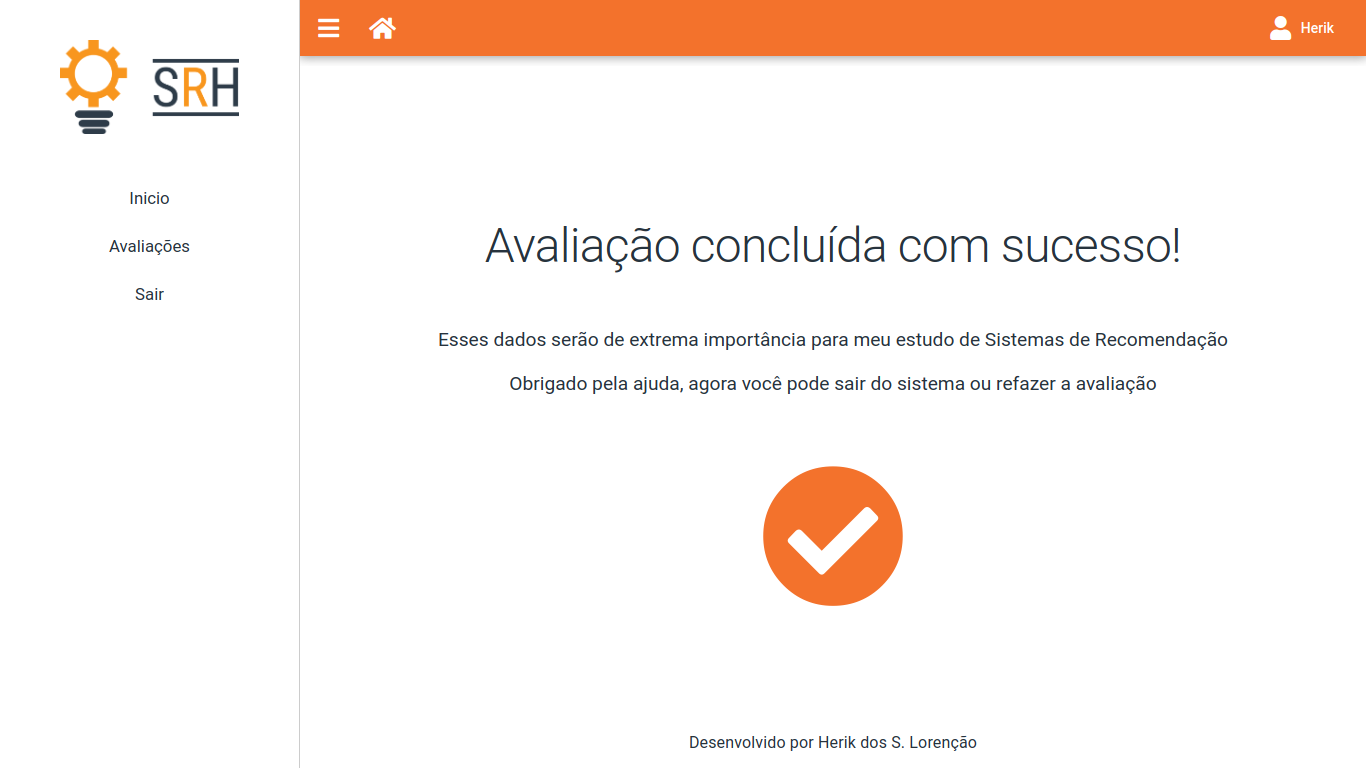 SRH
Inicio
Avaliações
Sair
Herik
Avaliação concluída com sucesso!
Esses dados serão de extrema importância para meu estudo de Sistemas de Recomendação
Obrigado pela ajuda, agora você pode sair do sistema ou refazer a avaliação
Desenvolvido por Herik dos S. Lorenção